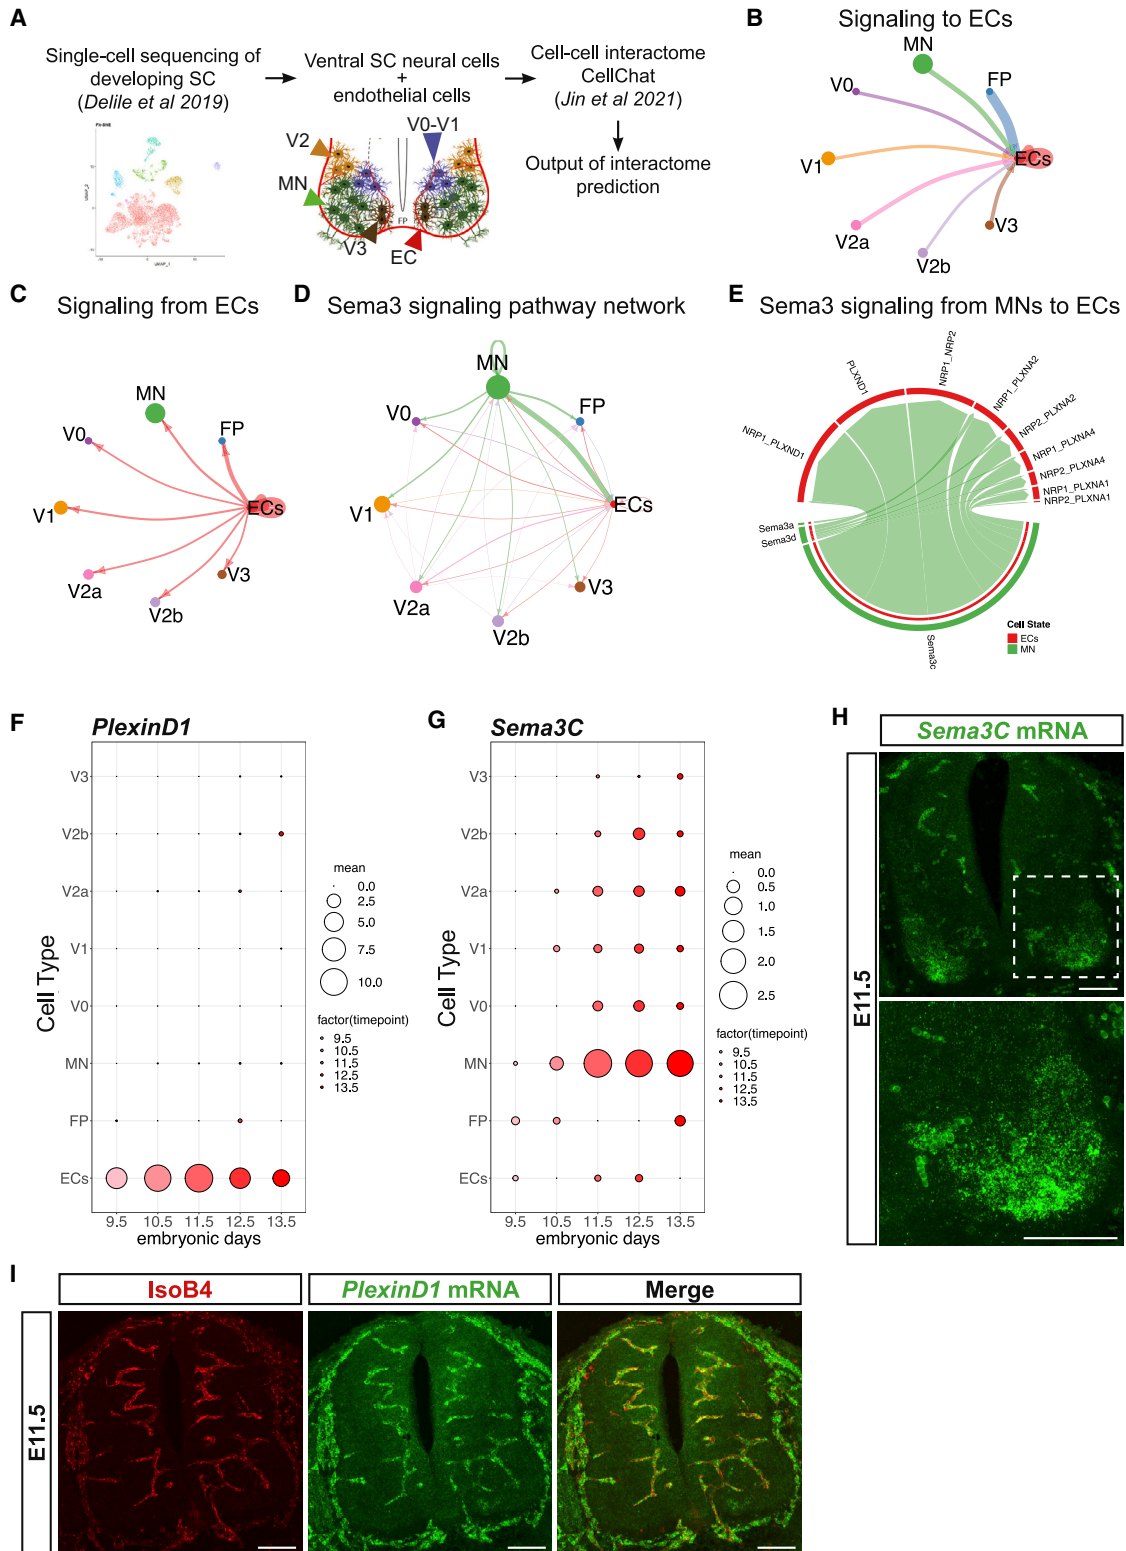 A
Single-cell sequencing of
developing SC
(Delile et al 2019)
Ventral SC neural cells
+
endothelial cells
Cell-cell interactome
CellChat
(Jin et al 2021)
Output of interactome
prediction
V2
V0-V1
MN
V3
FP
EC
B
Signaling to ECs
MN
FP
V0
V1
ECs
V2a
V3
V2b
C
Signaling from ECs
MN
FP
V0
V1
ECs
V2a
V3
V2b
D
Sema3 signaling pathway network
MN
FP
V0
V1
ECs
V2a
V3
V2b
E
Sema3 signaling from MNs to ECs
NRP1_PLXND1
PLXND1
NRP1_NRP2
NRP1_PLXNA2
NRP2_PLXNA2
NRP1_PLXNA4
NRP2_PLXNA4
NRP1_PLXNA1
NRP2_PLXNA1
Sema3a
Sema3d
Sema3c
Cell State
ECs
MN
F
PlexinD1
Cell Type
V3
V2b
V2a
V1
V0
MN
FP
ECs
9.5 10.5 11.5 12.5 13.5
embryonic days
mean
0.0
2.5
5.0
7.5
10.0
factor(timepoint)
9.5
10.5
11.5
12.5
13.5
G
Sema3C
Cell Type
V3
V2b
V2a
V1
V0
MN
FP
ECs
9.5 10.5 11.5 12.5 13.5
embryonic days
mean
0.0
0.5
1.0
1.5
2.0
2.5
factor(timepoint)
9.5
10.5
11.5
12.5
13.5
H
Sema3C mRNA
E11.5
I
IsoB4
PlexinD1 mRNA
Merge
E11.5